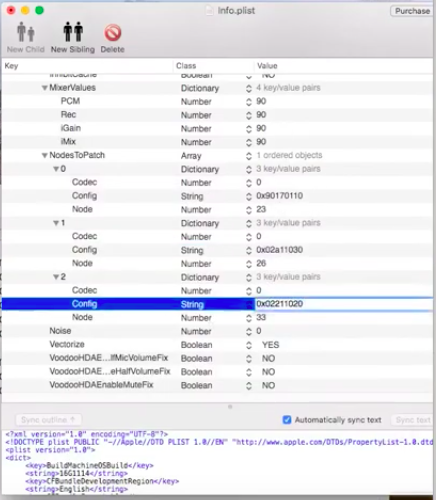 Info.plist
Purchase
New Child New Sibling Delete
Key Class Value
InhibitCache Boolean NO
MixerValues Dictionary 4 key/value pairs
PCM Number 90
Rec Number 90
iGain Number 90
iMix Number 90
NodesToPatch Array 1 ordered objects
0 Dictionary 3 key/value pairs
Codec Number 0
Config String 0x90170110
Node Number 23
1 Dictionary 3 key/value pairs
Codec Number 0
Config String 0x02a11030
Node Number 26
2 Dictionary 3 key/value pairs
Codec Number 0
Config String 0x02211020
Node Number 33
Noise Number 0
Vectorize Boolean YES
VoodooHDAE...fMicVolumeFix Boolean NO
VoodooHDAE...eHalfVolumeFix Boolean NO
VoodooHDAEnableMuteFix Boolean NO
Sync outline ↑ Automatically sync text Sync text
<?xml version="1.0" encoding="UTF-8"?>
<!DOCTYPE plist PUBLIC "-//Apple//DTD PLIST 1.0//EN" "http://www.apple.com/DTDs/PropertyList-1.0.dtd
<plist version="1.0">
<dict>
<key>BuildMachineOSBuild</key>
<string>16G1114</string>
<key>CFBundleDevelopmentRegion</key>
<string>English</string>